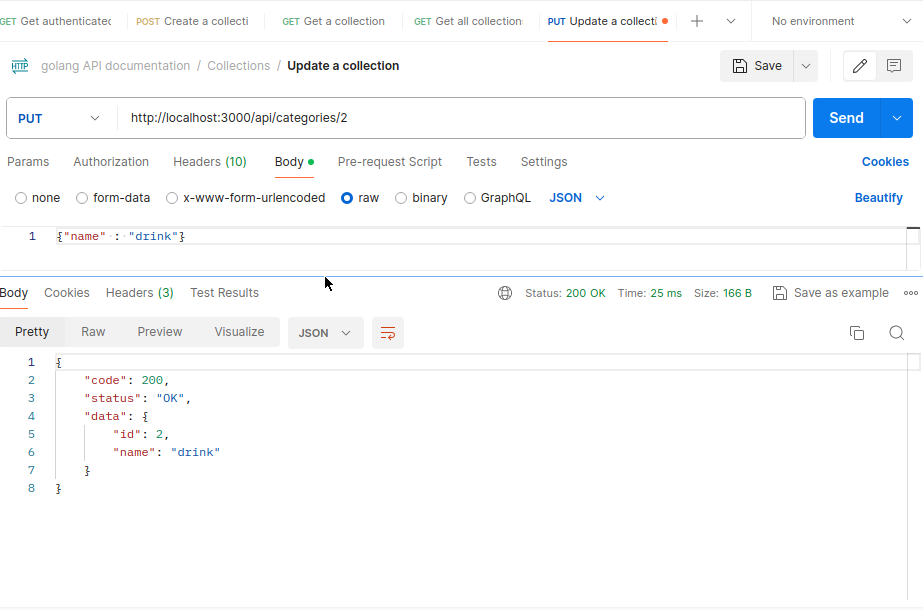 GET Get authenticated POST Create a collecti GET Get a collection GET Get all collections PUT Update a collecti No environment
HTTP golang API documentation / Collections / Update a collection Save
PUT http://localhost:3000/api/categories/2 Send
Params Authorization Headers (10) Body Pre-request Script Tests Settings Cookies
none form-data x-www-form-urlencoded raw binary GraphQL JSON Beautify
1 {"name" : "drink"}
Body Cookies Headers (3) Test Results Status: 200 OK Time: 25 ms Size: 166 B Save as example
Pretty Raw Preview Visualize JSON
1 {
2 "code": 200,
3 "status": "OK",
4 "data": {
5 "id": 2,
6 "name": "drink"
7 }
8 }